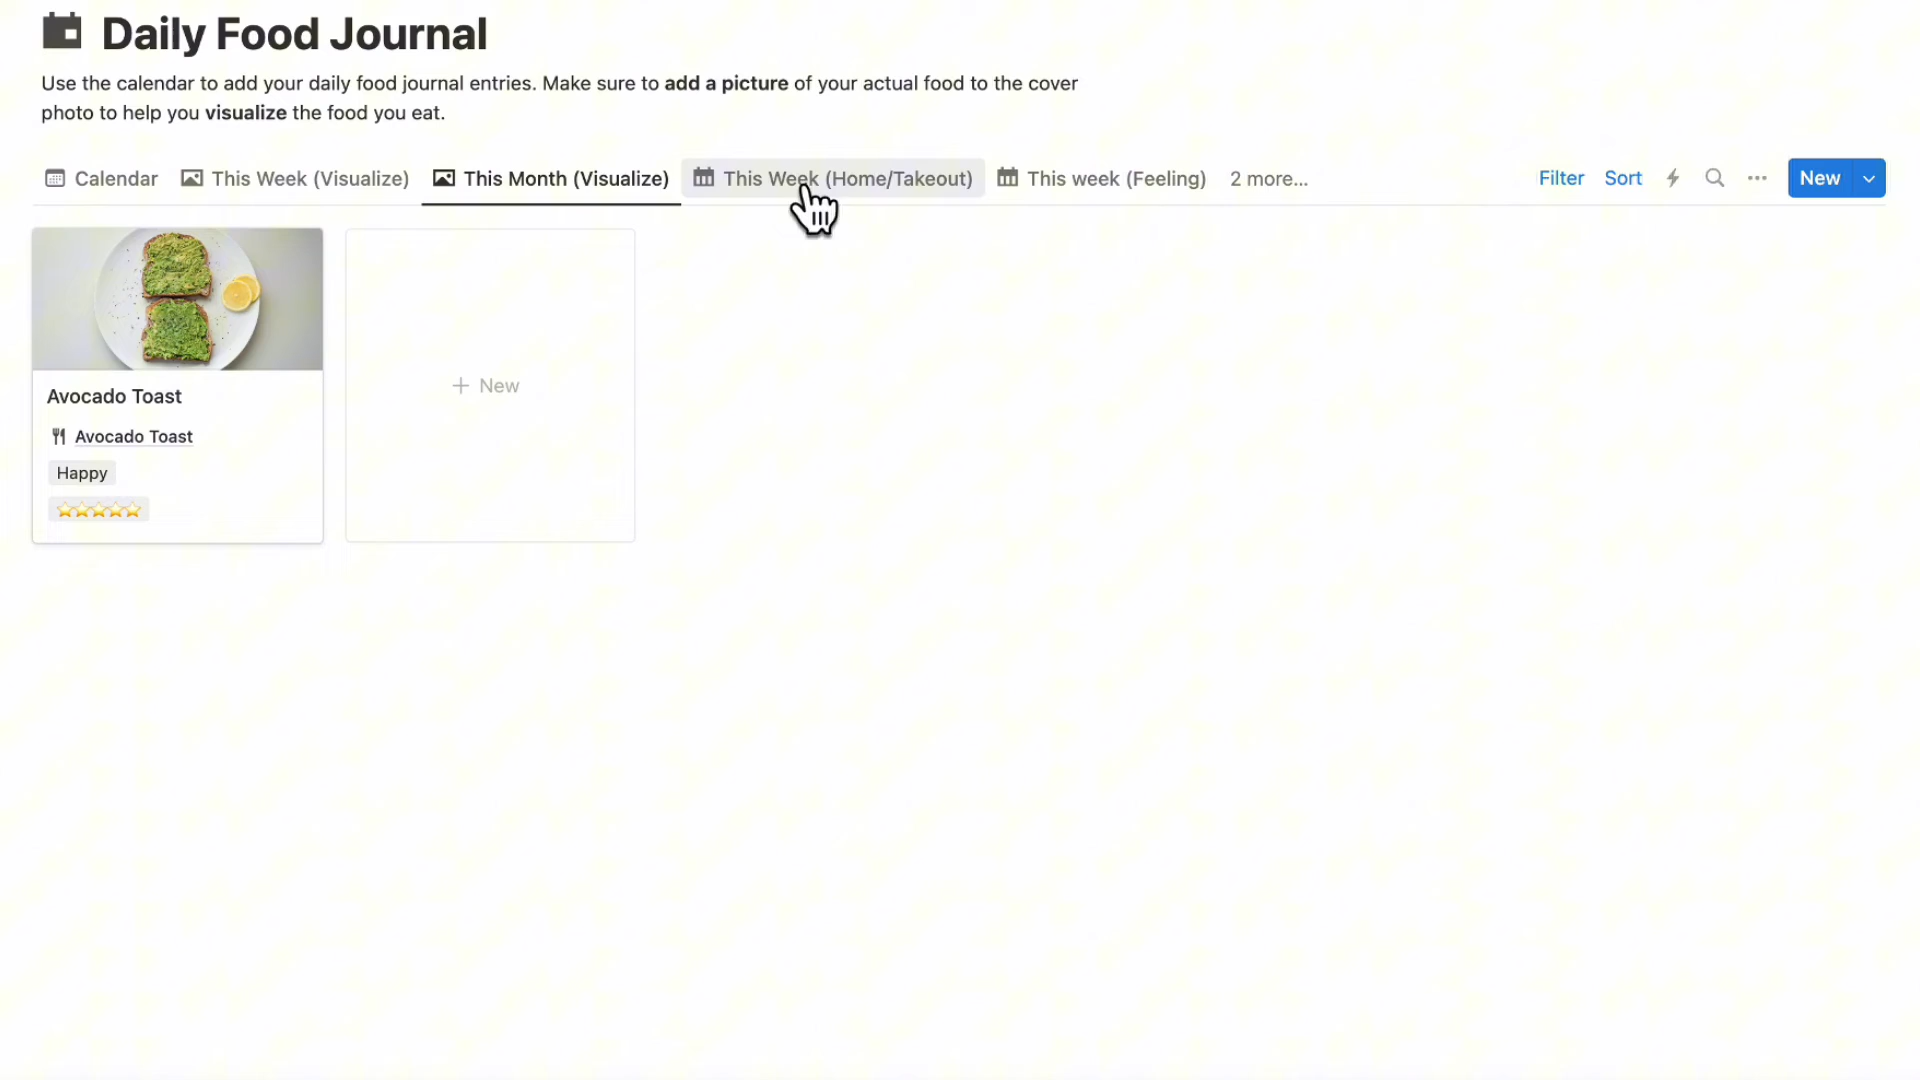 Daily Food Journal
Use the calendar to add your daily food journal entries. Make sure to add a picture of your actual food to the cover
photo to help you visualize the food you eat.
Calendar This Week (Visualize) This Month (Visualize) This Week (Home/Takeout) This week (Feeling) 2 more... Filter Sort New
Avocado Toast
Avocado Toast
Happy
+ New